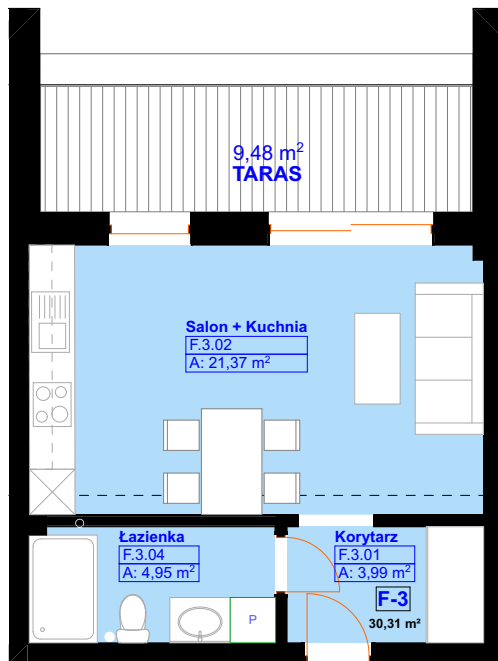 9,48 m²
TARAS
Salon + Kuchnia
F.3.02
A: 21,37 m²
Łazienka
F.3.04
A: 4,95 m²
Korytarz
F.3.01
A: 3,99 m²
F-3
30,31 m²
P